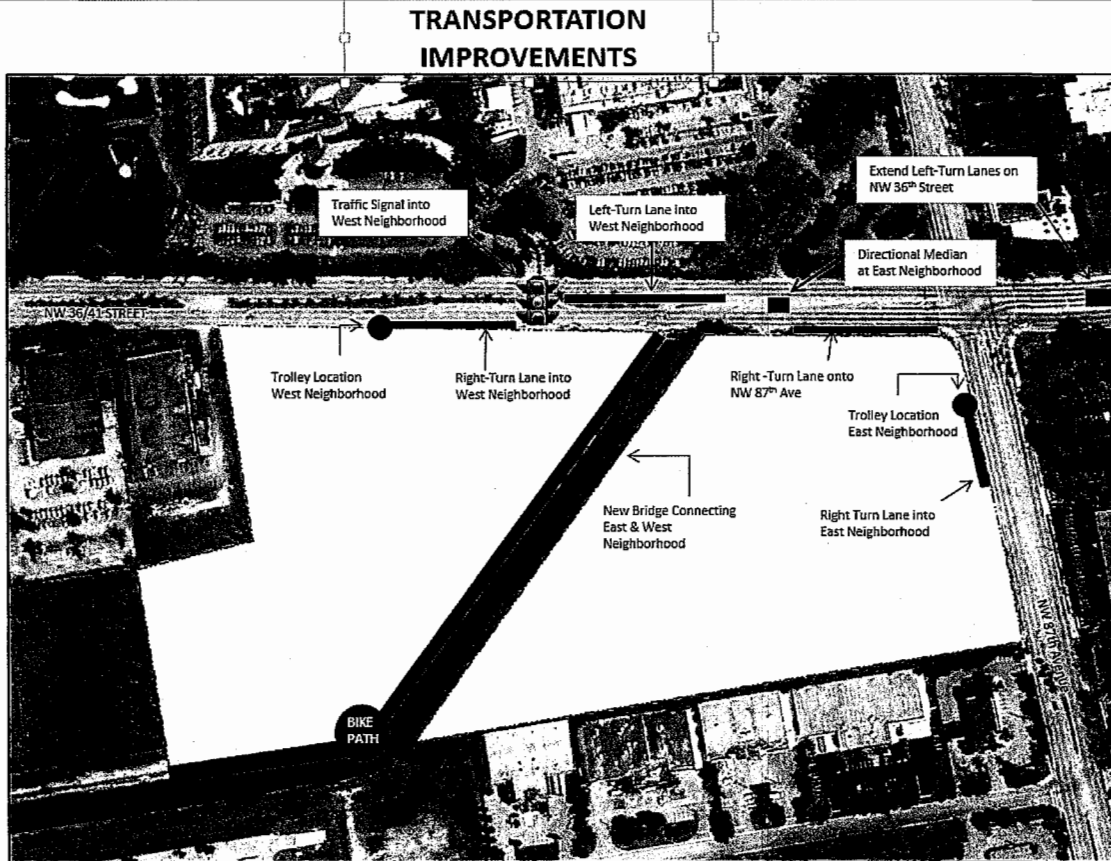 TRANSPORTATION
IMPROVEMENTS
Extend Left-Turn Lanes on
NW 36th Street
Traffic Signal into
West Neighborhood
Left-Turn Lane into
West Neighborhood
Directional Median
at East Neighborhood
NW 36/41 STREET
Trolley Location
West Neighborhood
Right-Turn Lane into
West Neighborhood
Right -Turn Lane onto
NW 87th Ave
Trolley Location
East Neighborhood
New Bridge Connecting
East & West
Neighborhood
Right Turn Lane into
East Neighborhood
NW 87th Avenue
BIKE
PATH